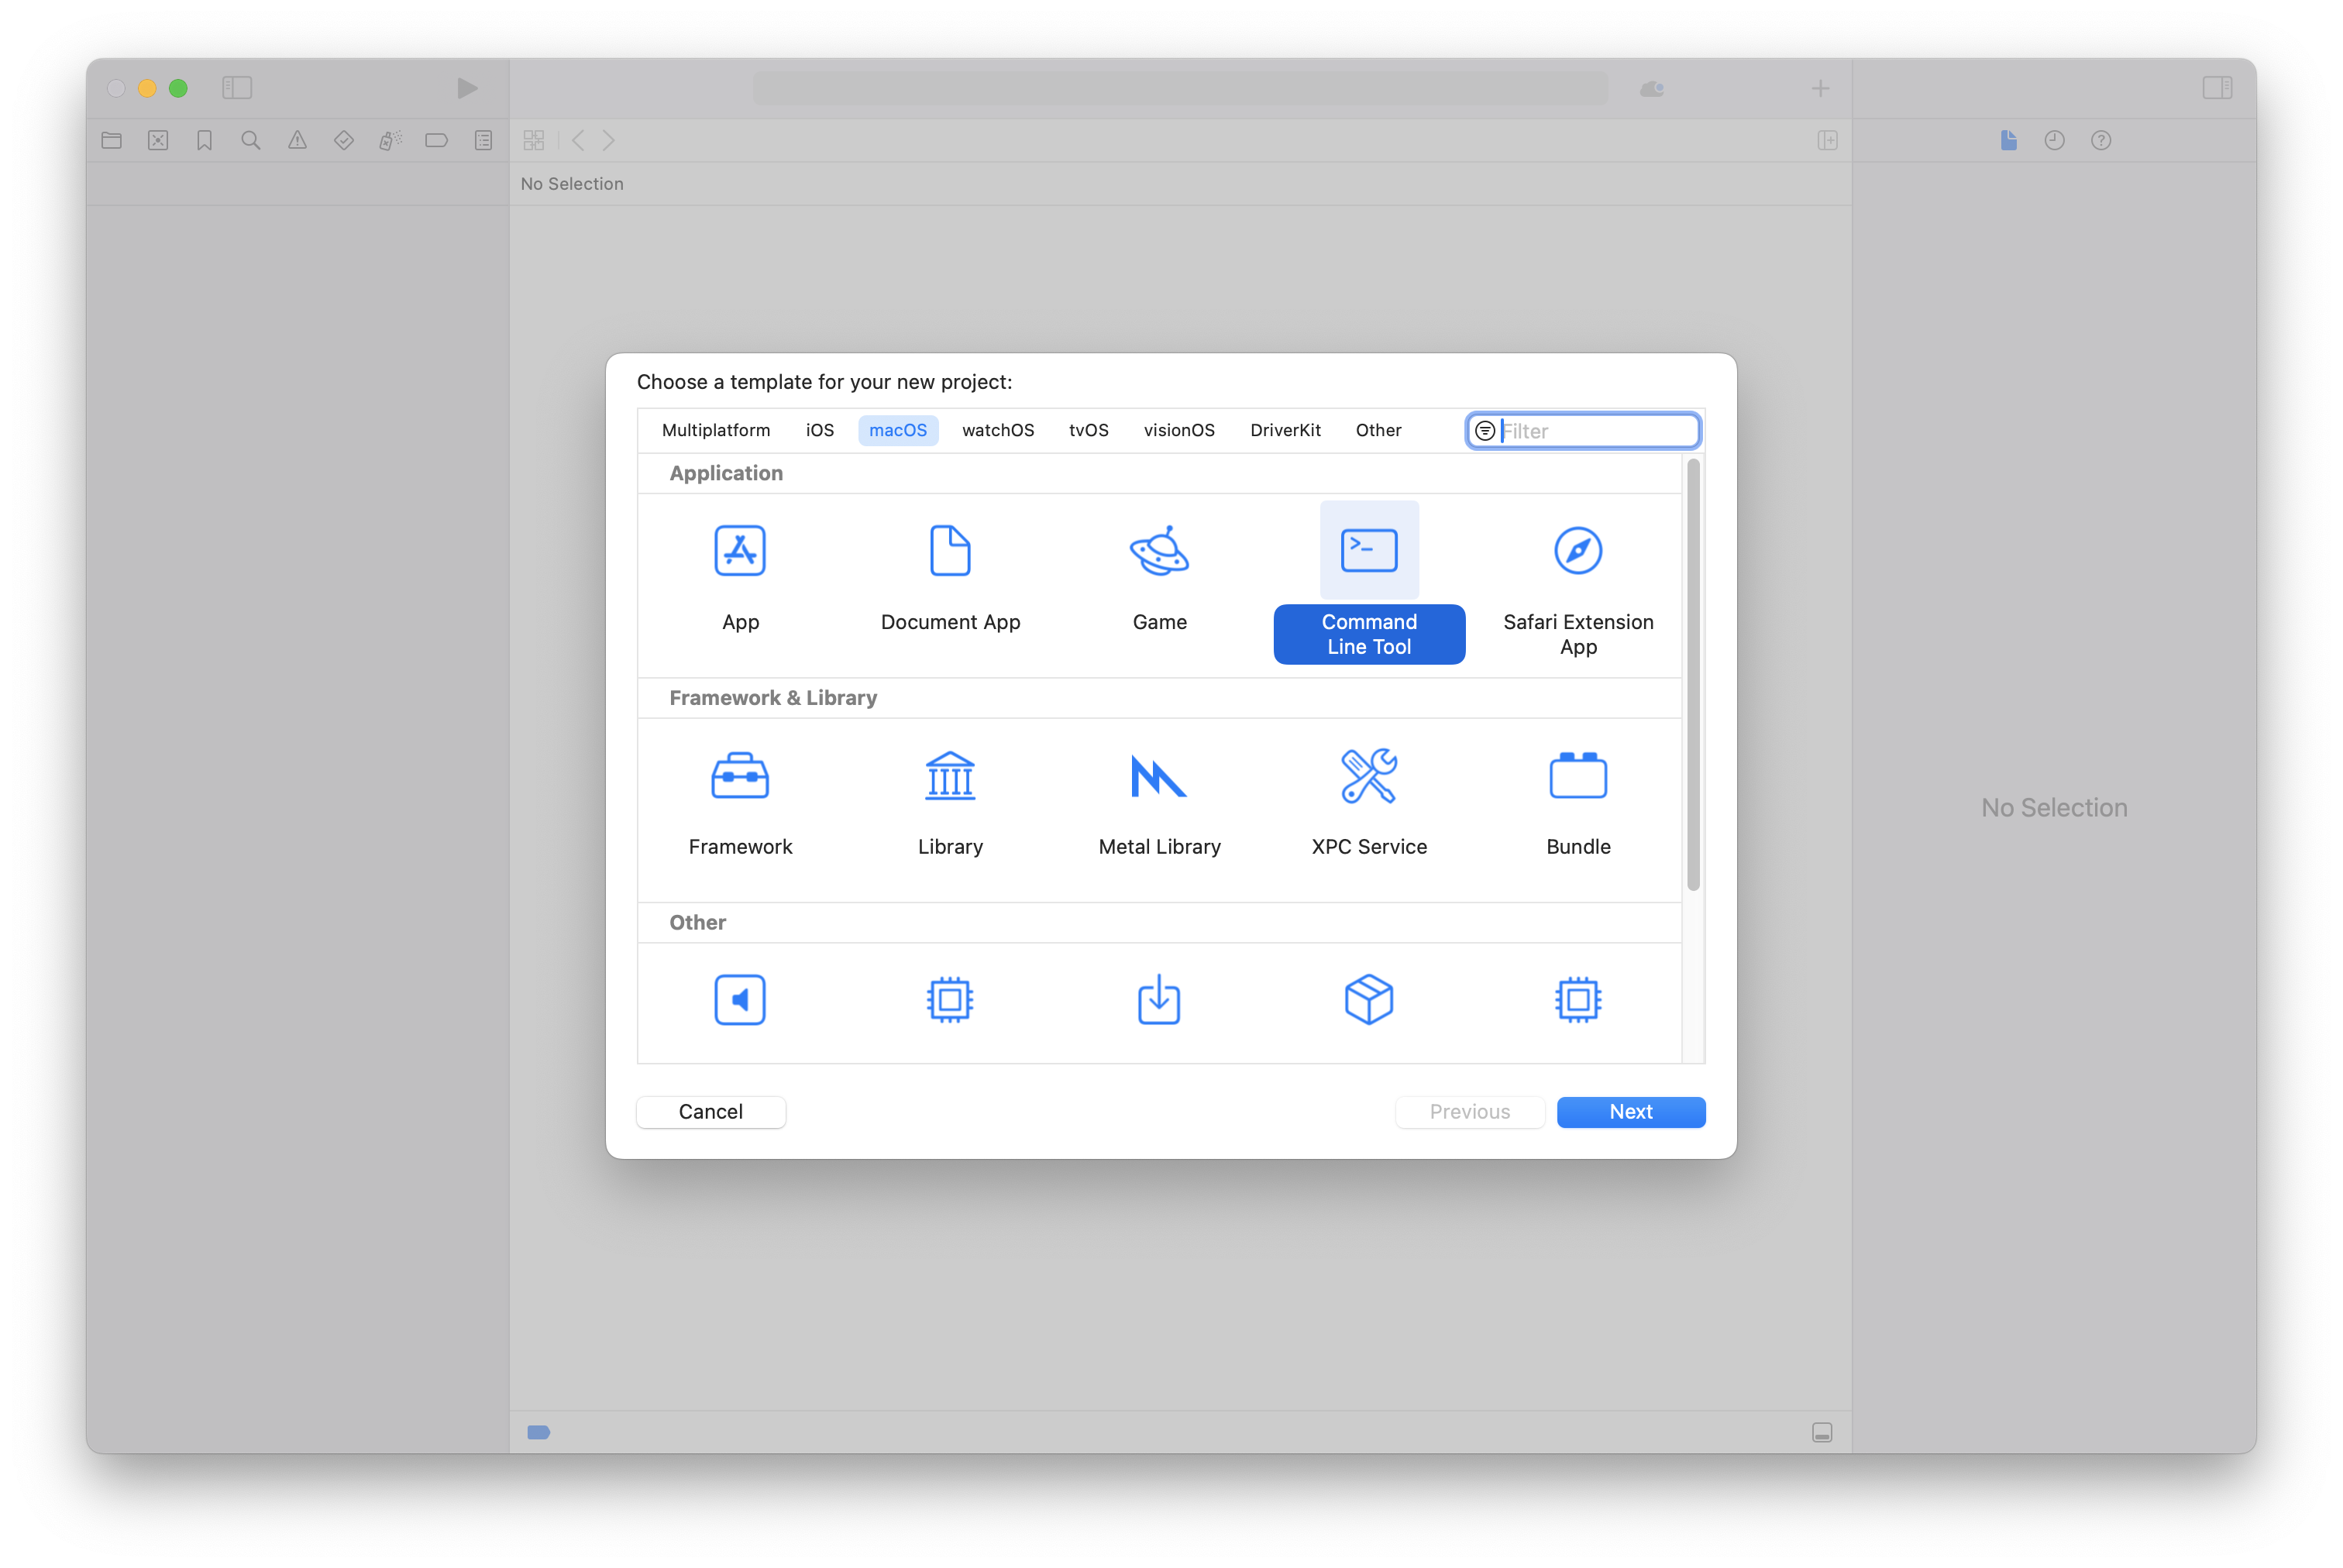 No Selection
Choose a template for your new project:
Multiplatform iOS macOS watchOS tvOS visionOS DriverKit Other Filter
Application
App Document App Game Command Line Tool Safari Extension App
Framework & Library
Framework Library Metal Library XPC Service Bundle
Other
Cancel Previous Next
No Selection